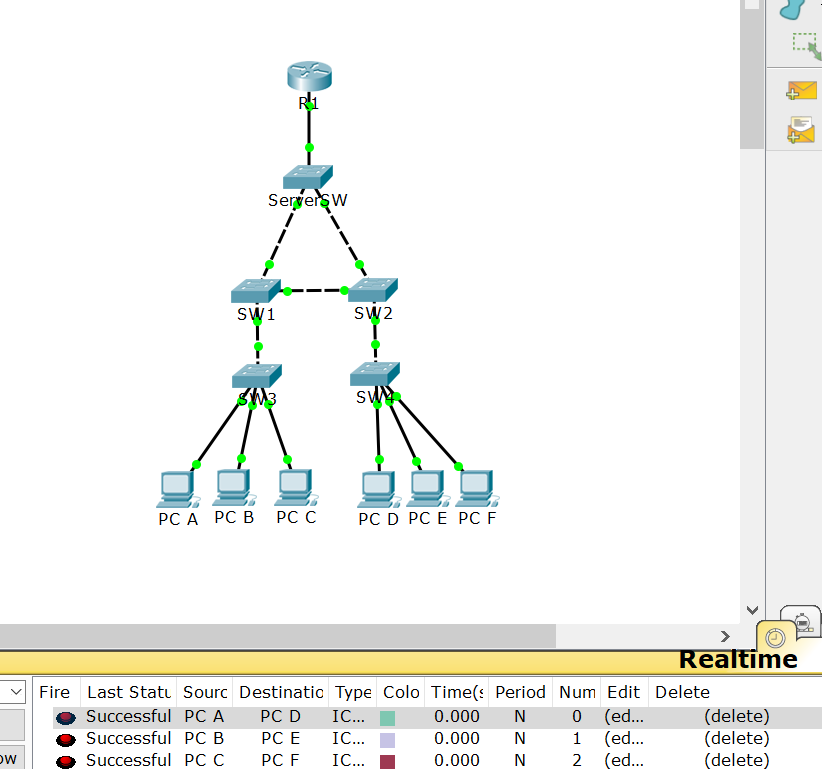 R1
ServerSW
SW1 SW2
SW3 SW4
PC A PC B PC C PC D PC E PC F
Realtime
Fire Last Statu Sourc Destinatio Type Colo Time(s Period Num Edit Delete
Successful PC A PC D IC... 0.000 N 0 (ed... (delete)
Successful PC B PC E IC... 0.000 N 1 (ed... (delete)
ow Successful PC C PC F IC... 0.000 N 2 (ed... (delete)